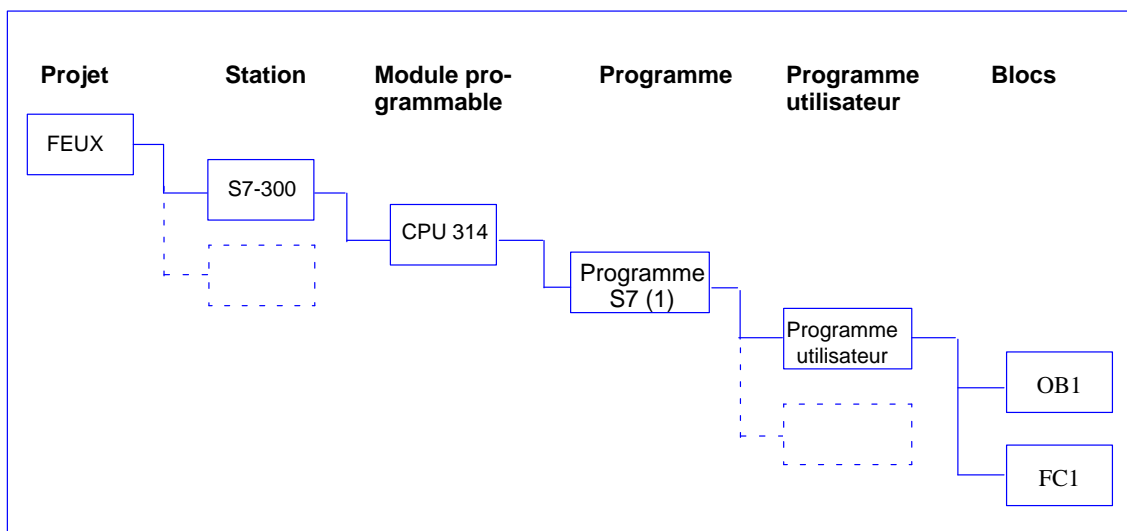 Projet
Station
Module pro-
grammable
Programme
Programme
utilisateur
Blocs
FEUX
S7-300
CPU 314
Programme
S7 (1)
Programme
utilisateur
OB1
FC1